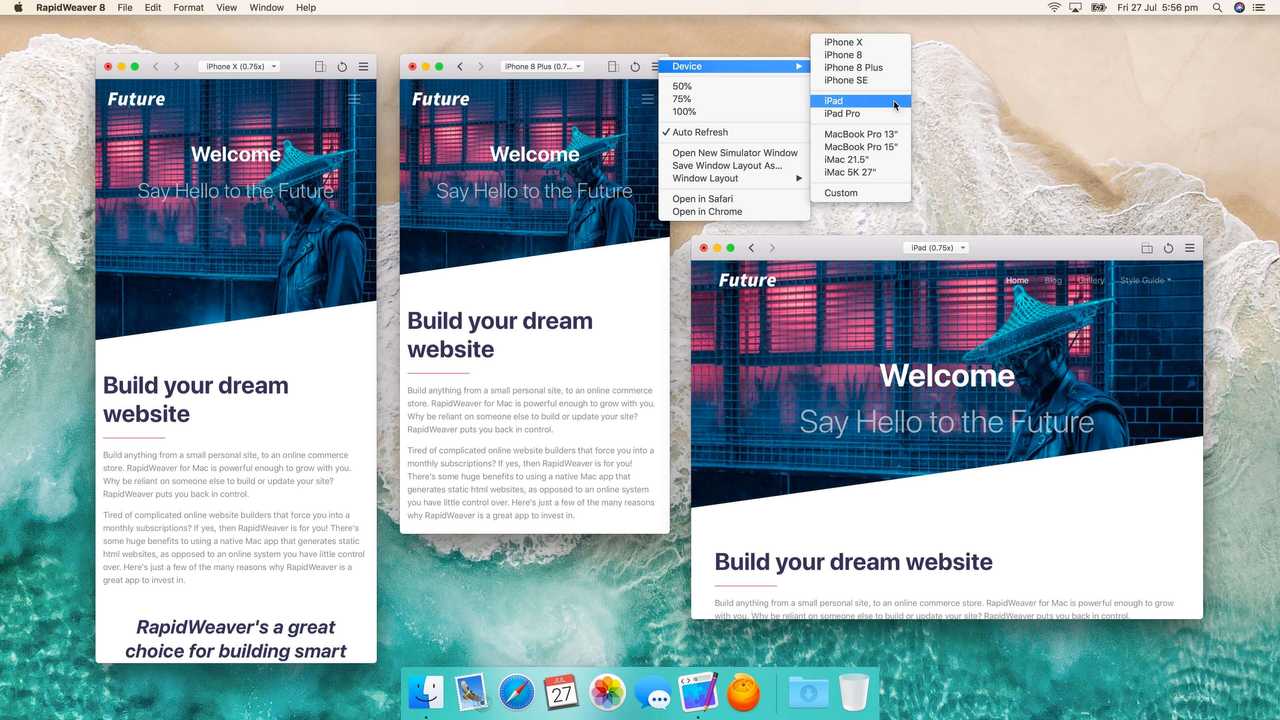 RapidWeaver 8 File Edit Format View Window Help
Fri 27 Jul 5:56 pm
iPhone X (0.75x)
Future
Welcome
Say Hello to the Future
Build your dream
website
Build anything from a small personal site, to an online commerce
store. RapidWeaver for Mac is powerful enough to grow with you.
Why be reliant on someone else to build or update your site?
RapidWeaver puts you back in control.
Tired of complicated online website builders that force you into a
monthly subscriptions? If yes, then RapidWeaver is for you! There's
some huge benefits to using a native Mac app that generates static
html websites, as opposed to an online system you have little control
over. Here's just a few of the many reasons why RapidWeaver is a
great app to invest in.
RapidWeaver's a great
choice for building smart
iPhone 8 Plus (0.7...
Future
Welcome
Say Hello to the Future
Build your dream
website
Build anything from a small personal site, to an online commerce
store. RapidWeaver for Mac is powerful enough to grow with you.
Why be reliant on someone else to build or update your site?
RapidWeaver puts you back in control.
Tired of complicated online website builders that force you into a
monthly subscriptions? If yes, then RapidWeaver is for you!
There's some huge benefits to using a native Mac app that
generates static html websites, as opposed to an online system
you have little control over. Here's just a few of the many reasons
why RapidWeaver is a great app to invest in.
Device
50%
75%
100%
Auto Refresh
Open New Simulator Window
Save Window Layout As...
Window Layout
Open in Safari
Open in Chrome
iPhone X
iPhone 8
iPhone 8 Plus
iPhone SE
iPad
iPad Pro
MacBook Pro 13"
MacBook Pro 15"
iMac 21.5"
iMac 5K 27"
Custom
iPad (0.75x)
Future
Home Blog Gallery Style Guide
Welcome
Say Hello to the Future
Build your dream website
Build anything from a small personal site, to an online commerce store. RapidWeaver for Mac is powerful enough to grow with
you. Why be reliant on someone else to build or update your site? RapidWeaver puts you back in control.
JUL
27